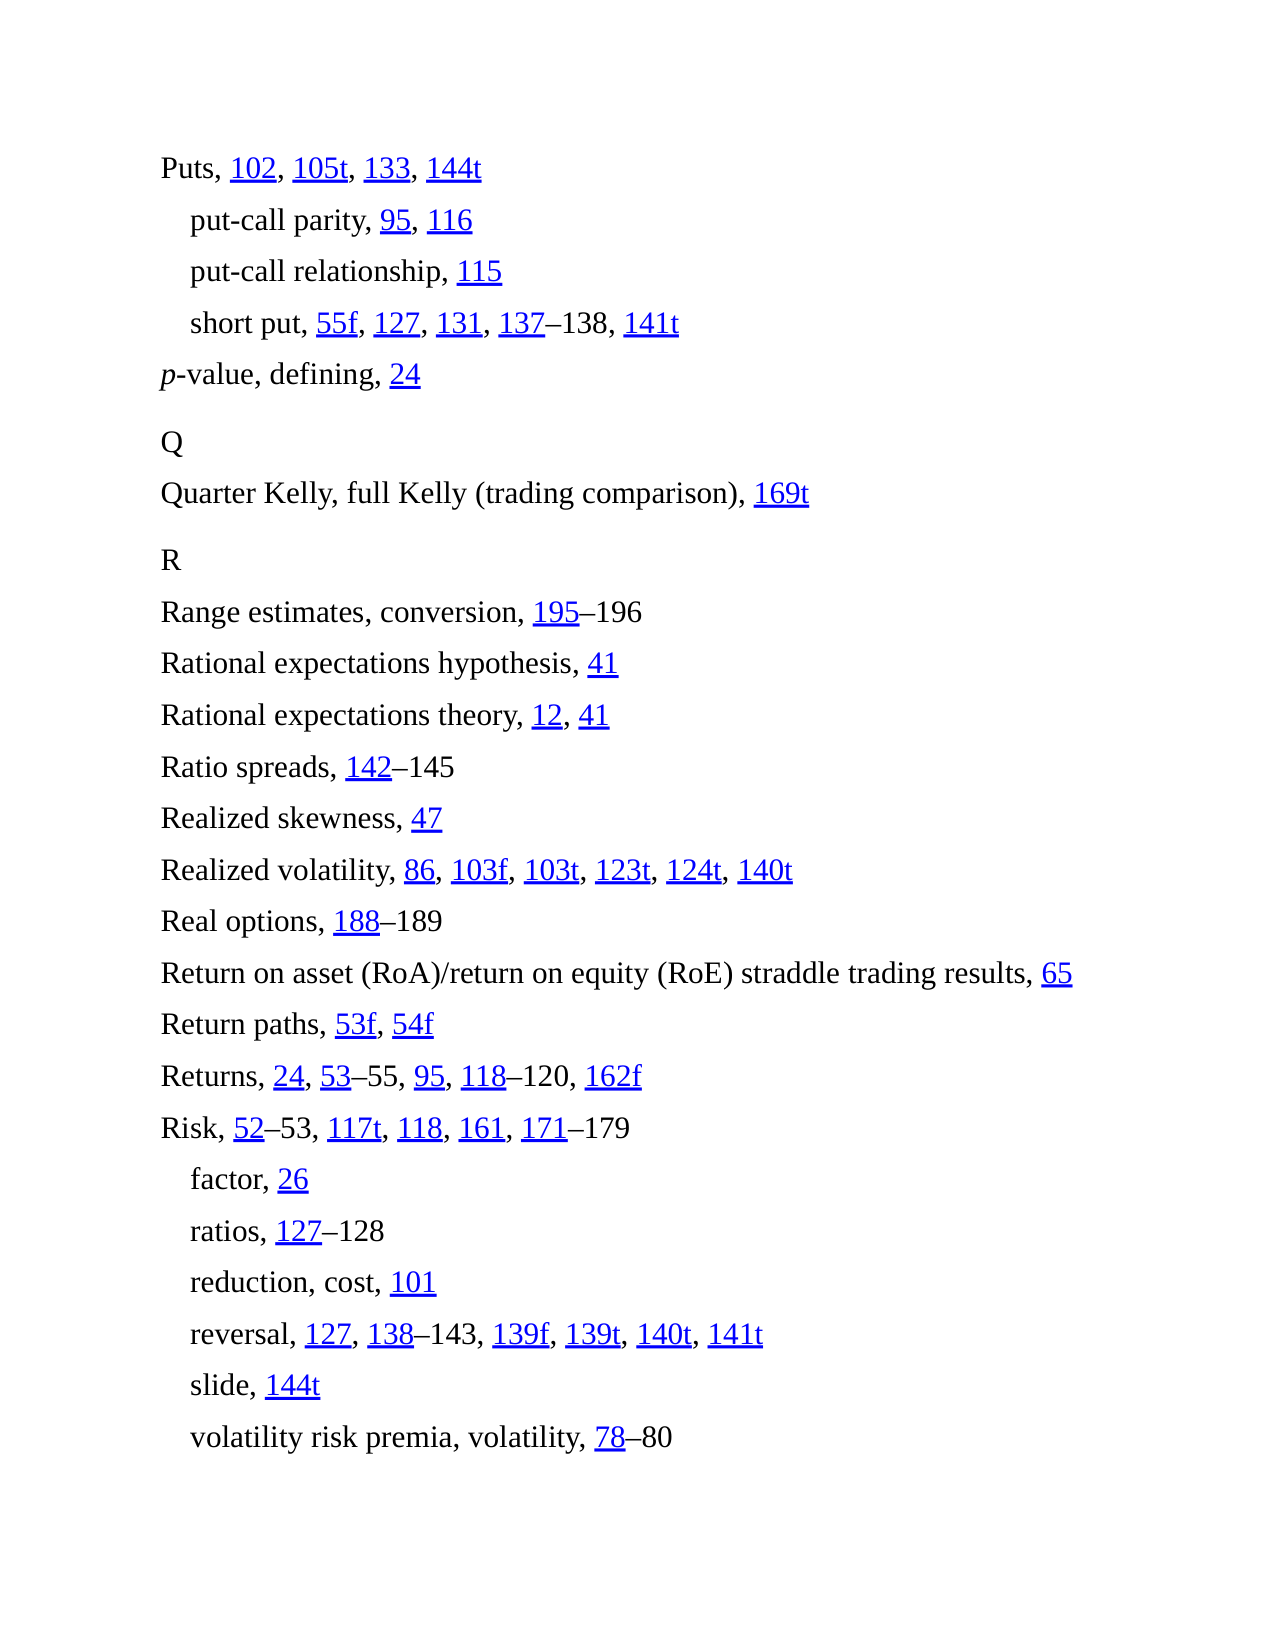 Puts, 102, 105t, 133, 144t
put-call parity, 95, 116
put-call relationship, 115
short put, 55f, 127, 131, 137–138, 141t
p-value, defining, 24
Q
Quarter Kelly, full Kelly (trading comparison), 169t
R
Range estimates, conversion, 195–196
Rational expectations hypothesis, 41
Rational expectations theory, 12, 41
Ratio spreads, 142–145
Realized skewness, 47
Realized volatility, 86, 103f, 103t, 123t, 124t, 140t
Real options, 188–189
Return on asset (RoA)/return on equity (RoE) straddle trading results, 65
Return paths, 53f, 54f
Returns, 24, 53–55, 95, 118–120, 162f
Risk, 52–53, 117t, 118, 161, 171–179
factor, 26
ratios, 127–128
reduction, cost, 101
reversal, 127, 138–143, 139f, 139t, 140t, 141t
slide, 144t
volatility risk premia, volatility, 78–80